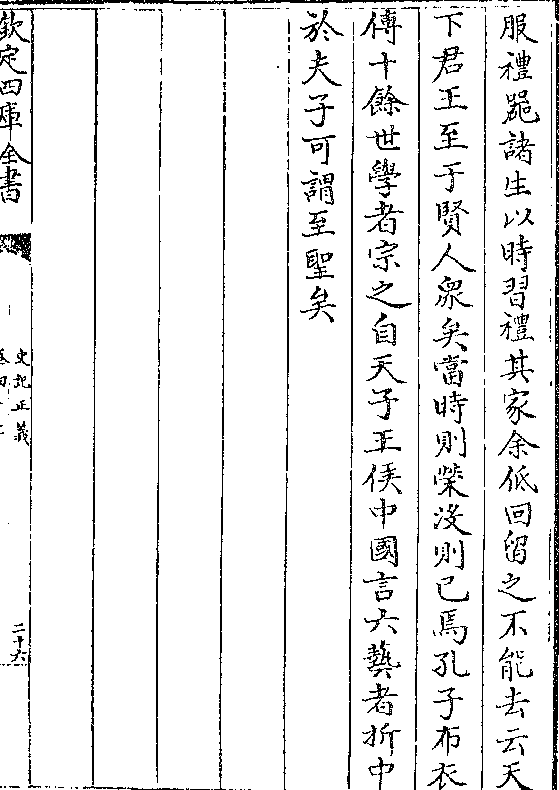 服禮噐諸生以時習禮其家余低回留之不能去云天
下君王至于賢人衆矣當時則榮沒則已焉孔子布衣
傳十餘世學者宗之自天子王侯中國言六藝者折中
於夫子可謂至聖矣
欽定四庫全書
史記正義
二十六